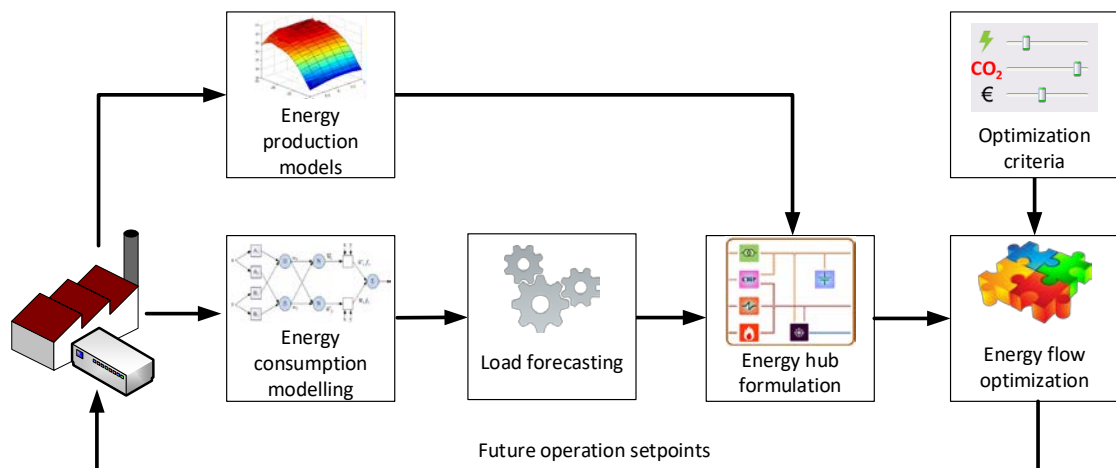 Energy
production
models
CO₂
€
Optimization
criteria
CHP
Energy
consumption
modelling
Load forecasting
Energy hub
formulation
Energy flow
optimization
Future operation setpoints